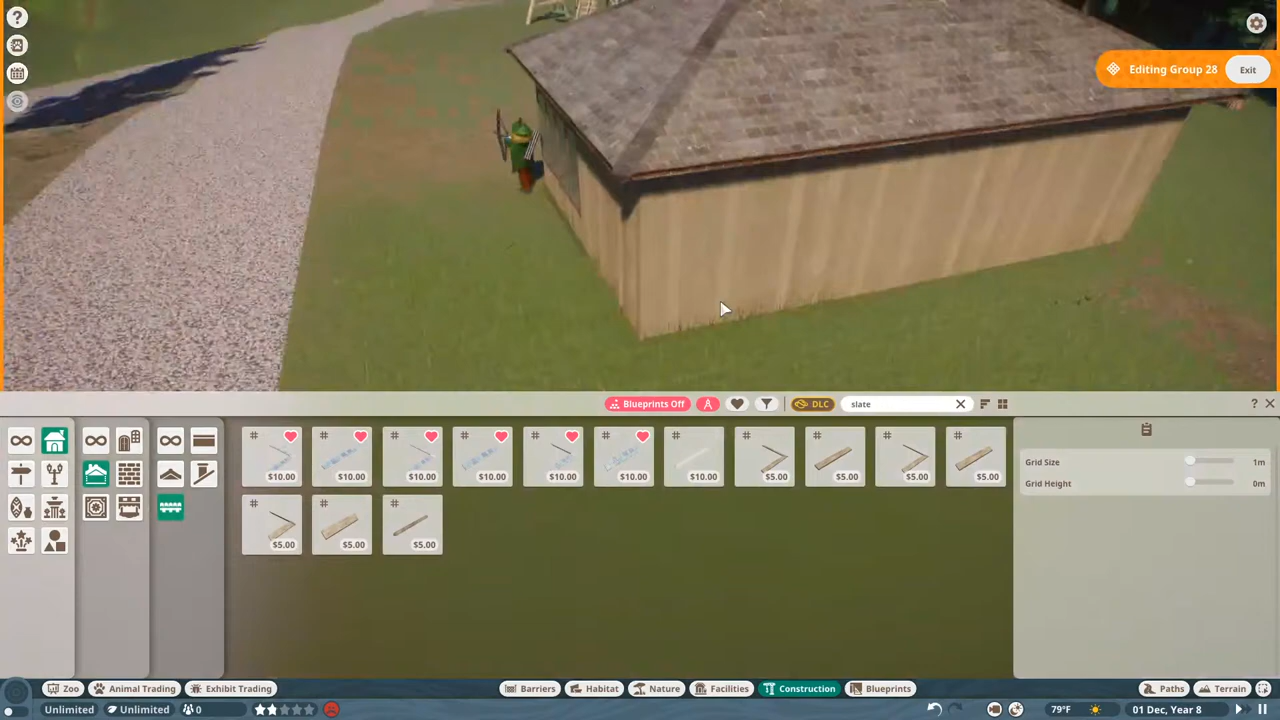 ?
Editing Group 28
Exit
Blueprints Off
DLC
slate
?
# $10.00
# $10.00
# $10.00
# $10.00
# $10.00
# $10.00
# $10.00
# $5.00
# $5.00
# $5.00
# $5.00
# $5.00
# $5.00
# $5.00
Grid Size 1m
Grid Height 0m
Zoo
Animal Trading
Exhibit Trading
Barriers
Habitat
Nature
Facilities
Construction
Blueprints
Paths
Terrain
Unlimited
Unlimited
0
79°F
01 Dec, Year 8